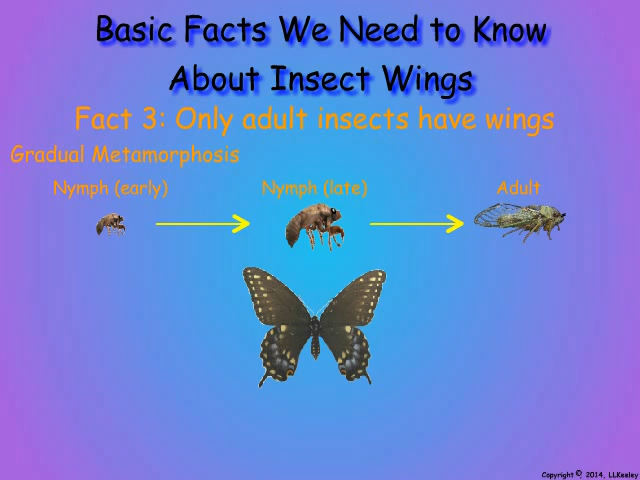 Basic Facts We Need to Know
About Insect Wings
Fact 3: Only adult insects have wings
Gradual Metamorphosis
Nymph (early) Nymph (late) Adult
Copyright © 2014, LLKeeley